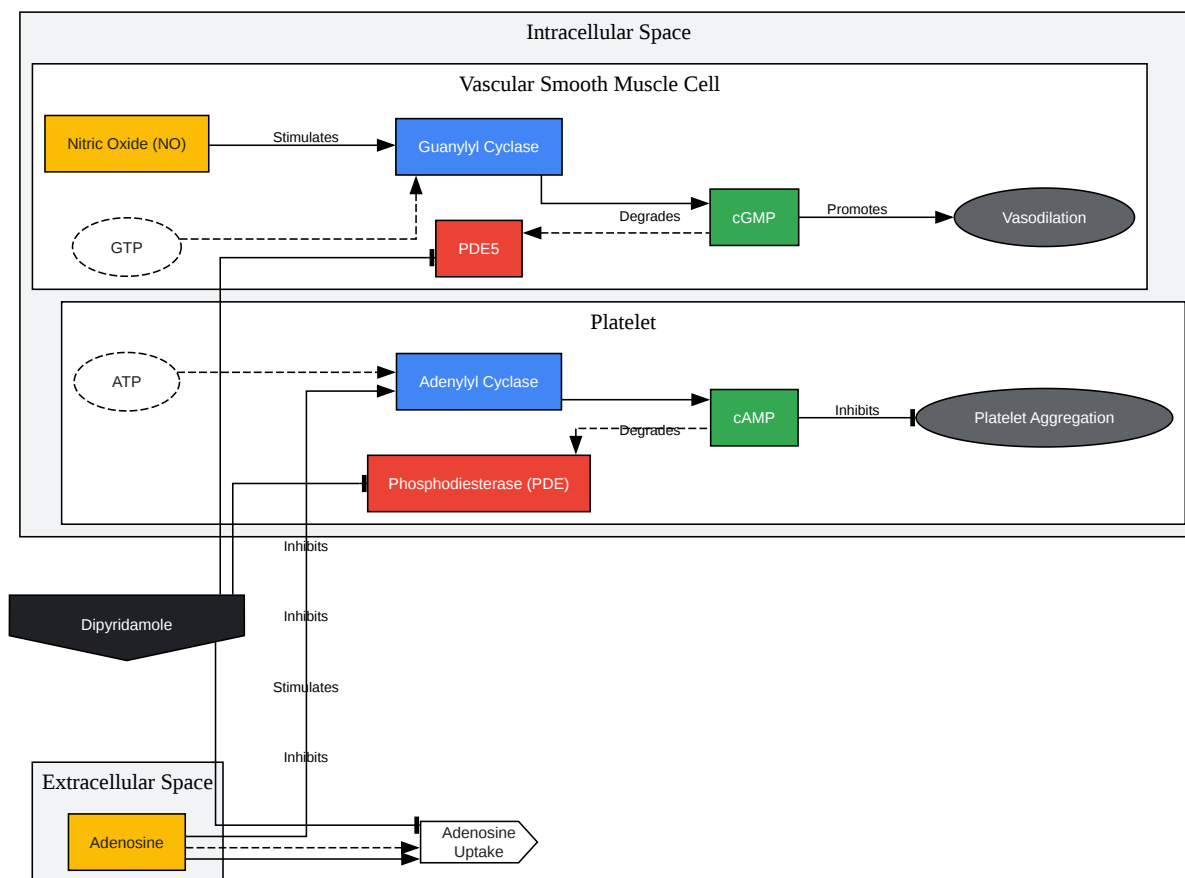 Intracellular Space
Vascular Smooth Muscle Cell
Nitric Oxide (NO)
Stimulates
Guanylyl Cyclase
GTP
PDE5
Degrades
cGMP
Promotes
Vasodilation
Platelet
ATP
Adenylyl Cyclase
cAMP
Inhibits
Platelet Aggregation
Degrades
Phosphodiesterase (PDE)
Inhibits
Inhibits
Dipyridamole
Stimulates
Inhibits
Extracellular Space
Adenosine
Adenosine
Uptake